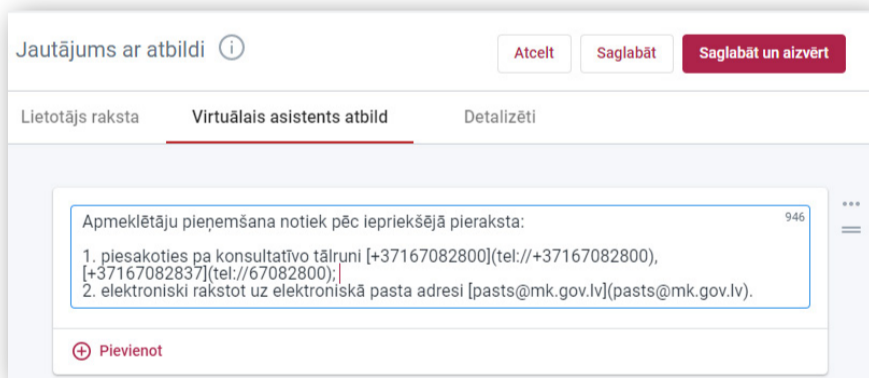 Jautājums ar atbildi
Atcelt
Saglabāt
Saglabāt un aizvērt
Lietotājs raksta
Virtuālais asistents atbild
Detalizēti
Apmeklētāju pieņemšana notiek pēc iepriekšējā pieraksta:
946
1. piesakoties pa konsultatīvo tālruni [+37167082800](tel://+37167082800),
[+37167082837](tel://67082800);
2. elektroniski rakstot uz elektroniskā pasta adresi [pasts@mk.gov.lv](pasts@mk.gov.lv).
Pievienot